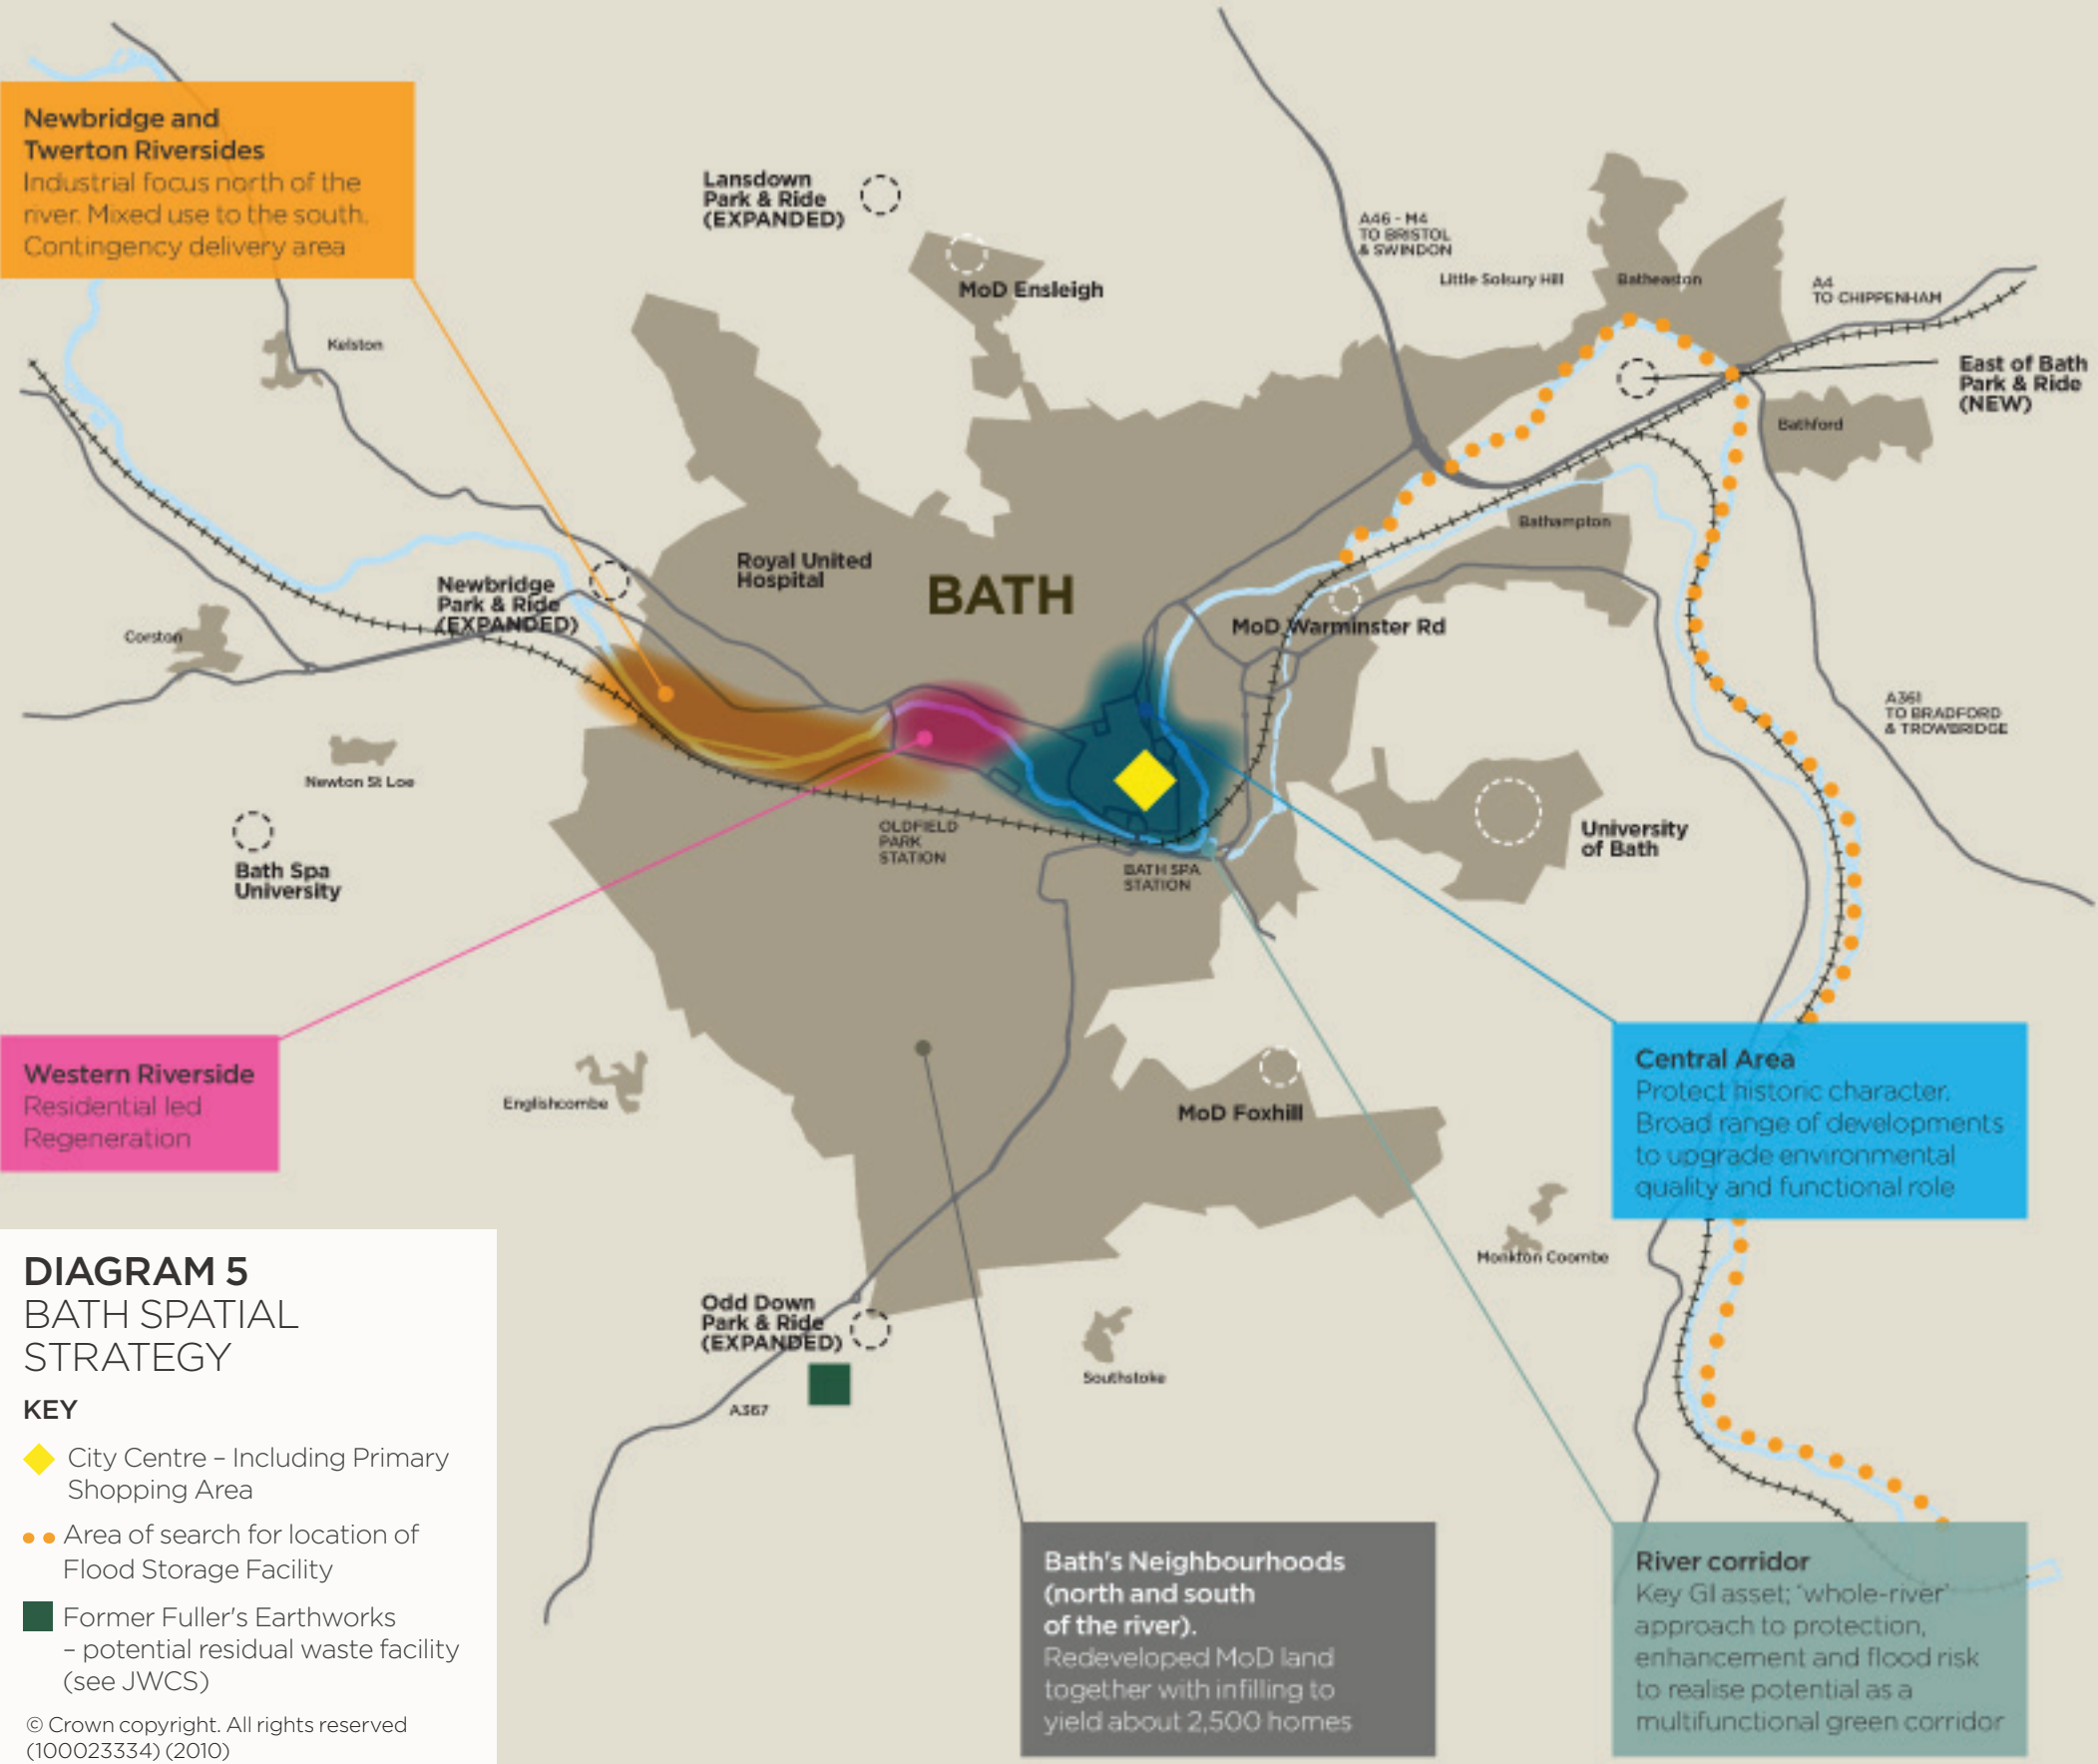 Newbridge and
Twerton Riversides
Industrial focus north of the
river. Mixed use to the south.
Contingency delivery area
Lansdown
Park & Ride
(EXPANDED)
MoD Ensleigh
A46 - M4
TO BRISTOL
& SWINDON
Little Solsury Hill
Batheaston
A4
TO CHIPPENHAM
Kelston
East of Bath
Park & Ride
(NEW)
Bathford
Bathampton
Royal United
Hospital
BATH
Newbridge
Park & Ride
(EXPANDED)
Corston
MoD Warminster Rd
A361
TO BRADFORD
& TROWBRIDGE
Newton St Loe
Bath Spa
University
OLDFIELD
PARK
STATION
BATH SPA
STATION
University
of Bath
Western Riverside
Residential led
Regeneration
Englishcombe
MoD Foxhill
Central Area
Protect historic character.
Broad range of developments
to upgrade environmental
quality and functional role
Monkton Coombe
Odd Down
Park & Ride
(EXPANDED)
Southstoke
A367
DIAGRAM 5
BATH SPATIAL
STRATEGY
KEY
City Centre – Including Primary
Shopping Area
Area of search for location of
Flood Storage Facility
Former Fuller's Earthworks
– potential residual waste facility
(see JWCS)
© Crown copyright. All rights reserved
(100023334) (2010)
Bath's Neighbourhoods
(north and south
of the river).
Redeveloped MoD land
together with infilling to
yield about 2,500 homes
River corridor
Key GI asset; ‘whole-river’
approach to protection,
enhancement and flood risk
to realise potential as a
multifunctional green corridor